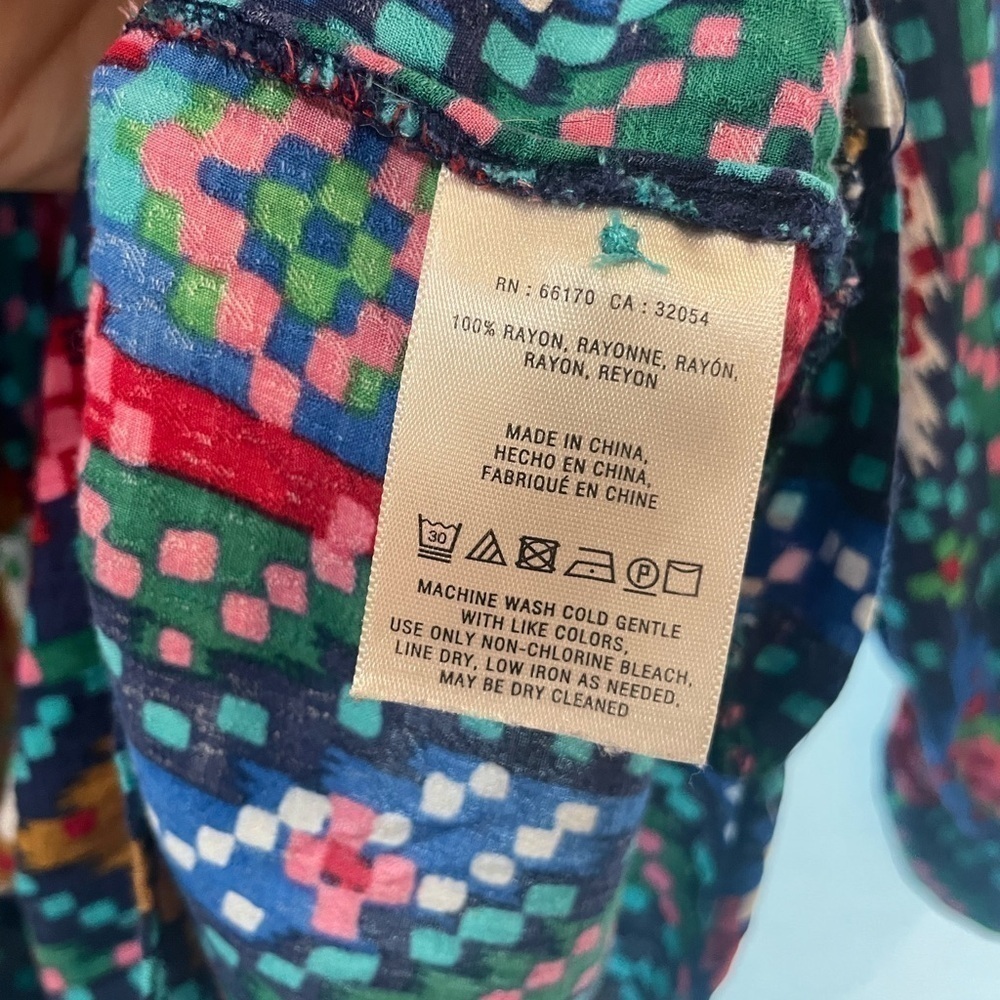 RN : 66170 CA : 32054
100% RAYON, RAYONNE, RAYÓN,
RAYON, REYON
MADE IN CHINA,
HECHO EN CHINA,
FABRIQUÉ EN CHINE
30 P
MACHINE WASH COLD GENTLE
WITH LIKE COLORS,
USE ONLY NON-CHLORINE BLEACH,
LINE DRY, LOW IRON AS NEEDED,
MAY BE DRY CLEANED